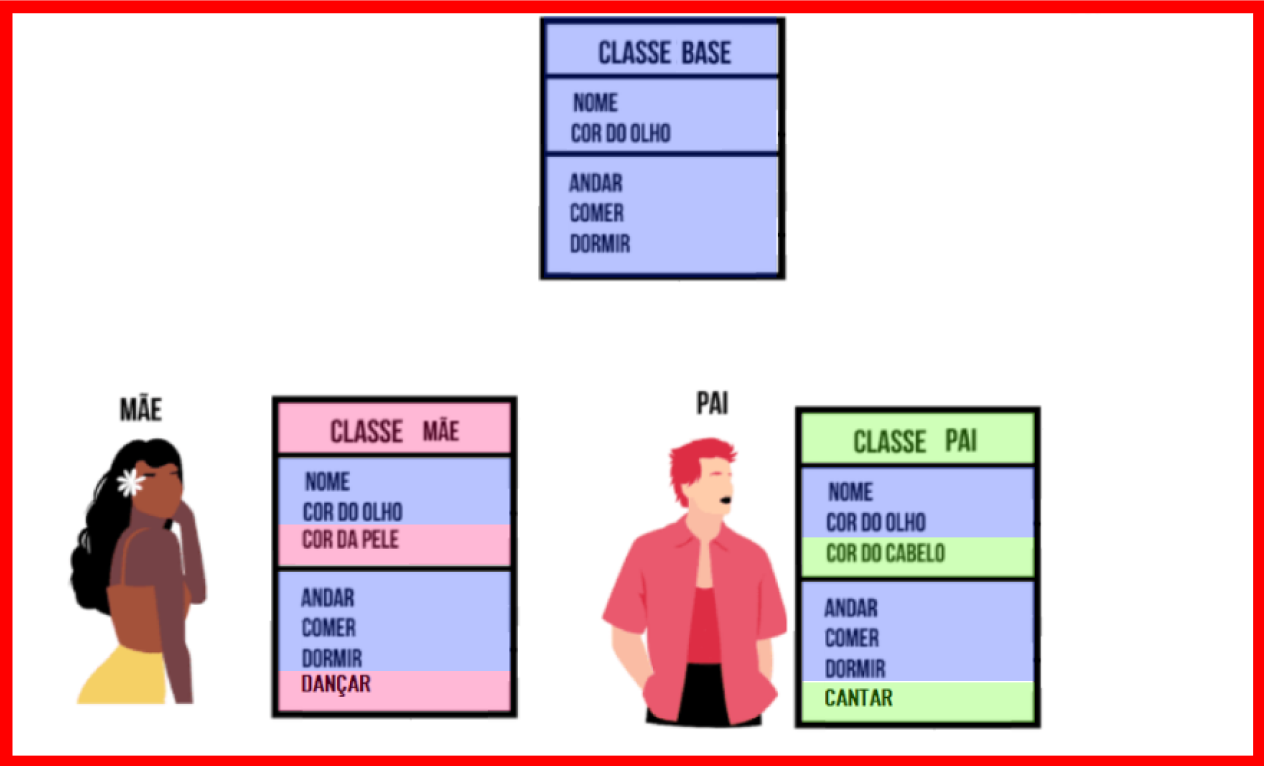 CLASSE BASE
NOME
COR DO OLHO
ANDAR
COMER
DORMIR
MÃE
CLASSE MÃE
NOME
COR DO OLHO
COR DA PELE
ANDAR
COMER
DORMIR
DANÇAR
PAI
CLASSE PAI
NOME
COR DO OLHO
COR DO CABELO
ANDAR
COMER
DORMIR
CANTAR